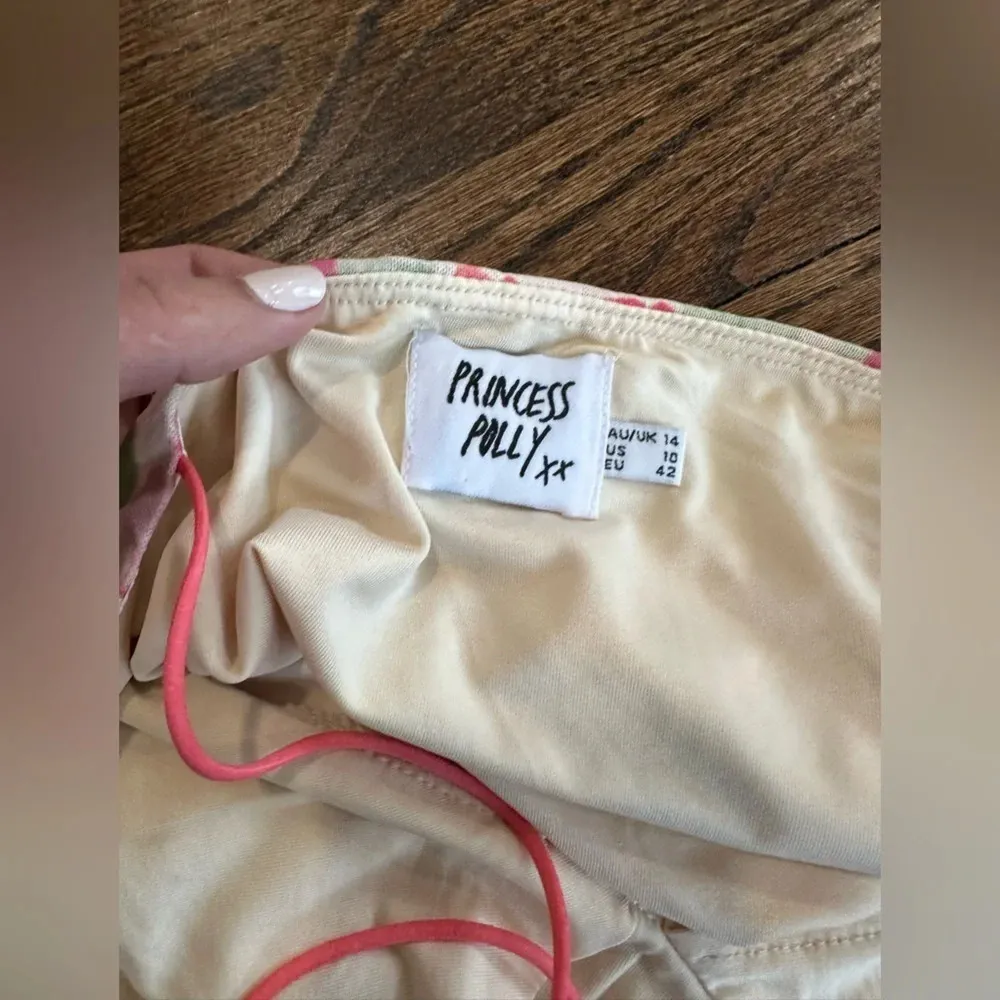 PRINCESS
POLLY xx
AU/UK 14
US 10
EU 42